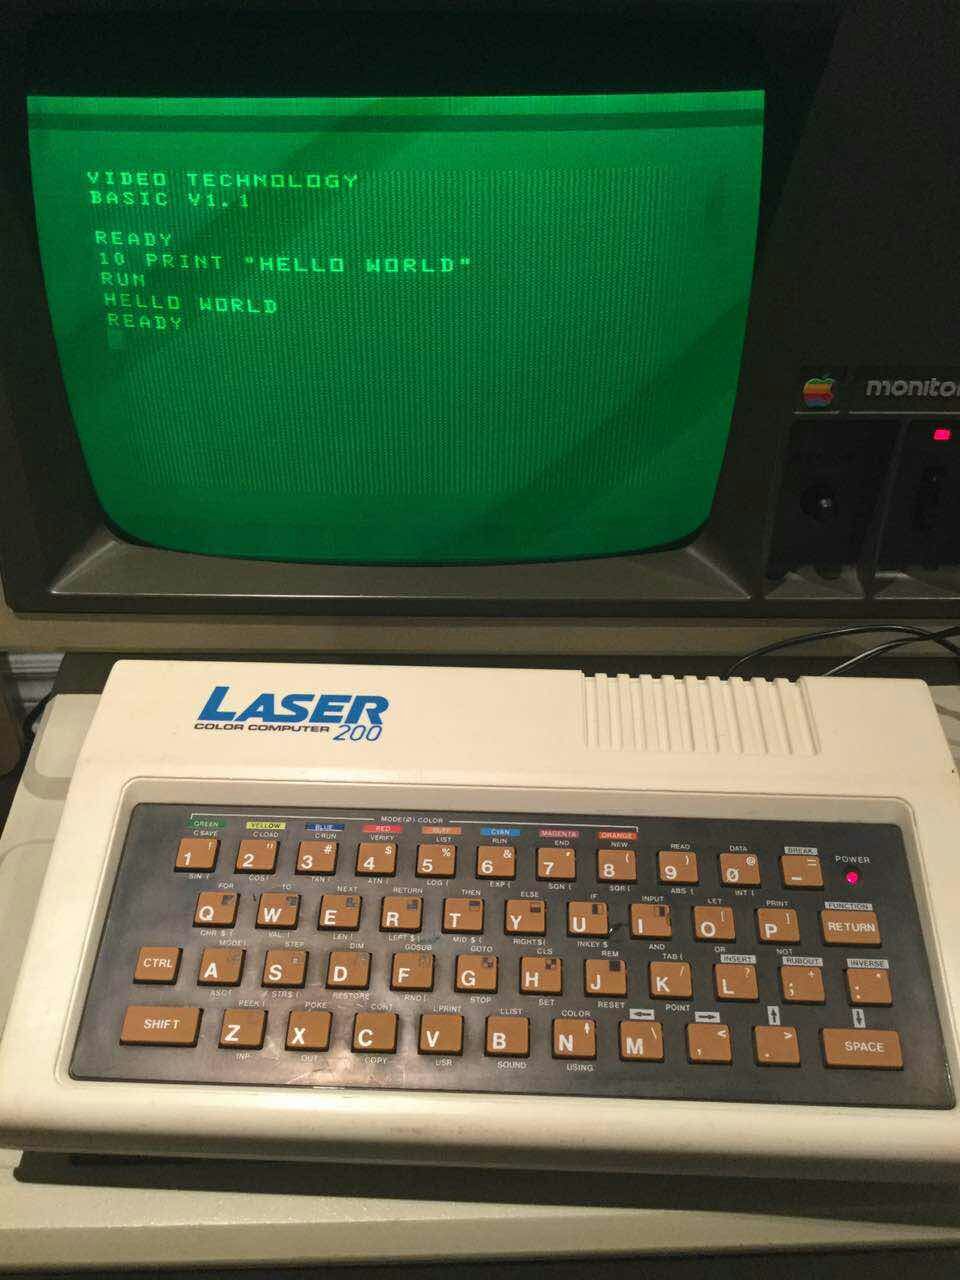 VIDEO TECHNOLOGY
BASIC V1.1
READY
10 PRINT "HELLO WORLD"
RUN
HELLO WORLD
READY
monitor
LASER
COLOR COMPUTER 200
MODE(0) COLOR
GREEN YELLOW BLUE RED BUFF CYAN MAGENTA ORANGE
CSAVE CLOAD CRUN VERIFY LIST RUN END NEW READ DATA BREAK
POWER
1 ! 2 " 3 # 4 $ 5 % 6 & 7 ' 8 ( 9 ) Ø @ - =
SIN ( COS ( TAN ( ATN ( LOG ( EXP ( SGN ( SQR ( ABS ( INT (
FOR TO NEXT RETURN THEN ELSE IF INPUT LET PRINT FUNCTION
Q W E R T Y U I O [ P ] RETURN
CHR $ ( VAL ( LEN ( LEFT $ ( MID $ ( RIGHT$ ( INKEY $ AND OR NOT
MODE ( STEP DIM GOSUB GOTO CLS REM TAB ( INSERT RUBOUT INVERSE
CTRL A S D F G H J K / L ? ; + : *
ASC ( STR$ ( RESTORE RND ( STOP SET RESET POINT
PEEK ( POKE CONT LPRINT LLIST COLOR ← → ↑ ↓
SHIFT Z X C V B N ↑ M \ , < . > SPACE
INP OUT COPY USR SOUND USING